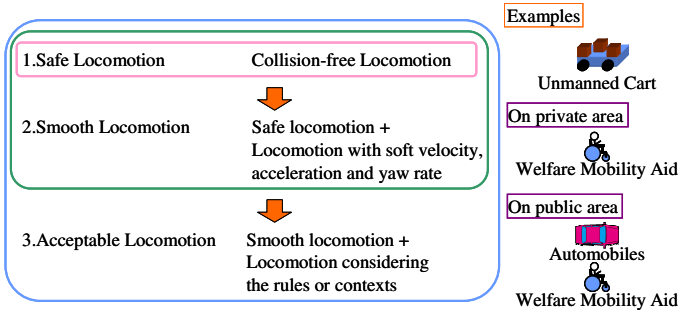 Examples
1.Safe Locomotion Collision-free Locomotion
Unmanned Cart
2.Smooth Locomotion Safe locomotion +
Locomotion with soft velocity,
acceleration and yaw rate
On private area
Welfare Mobility Aid
3.Acceptable Locomotion Smooth locomotion +
Locomotion considering
the rules or contexts
On public area
Automobiles
Welfare Mobility Aid